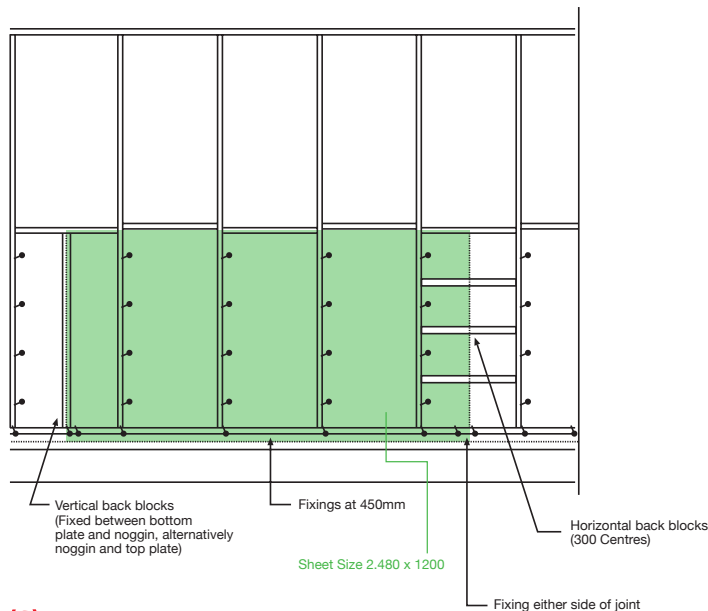 Vertical back blocks
(Fixed between bottom
plate and noggin, alternatively
noggin and top plate)
Fixings at 450mm
Horizontal back blocks
(300 Centres)
Sheet Size 2.480 x 1200
Fixing either side of joint